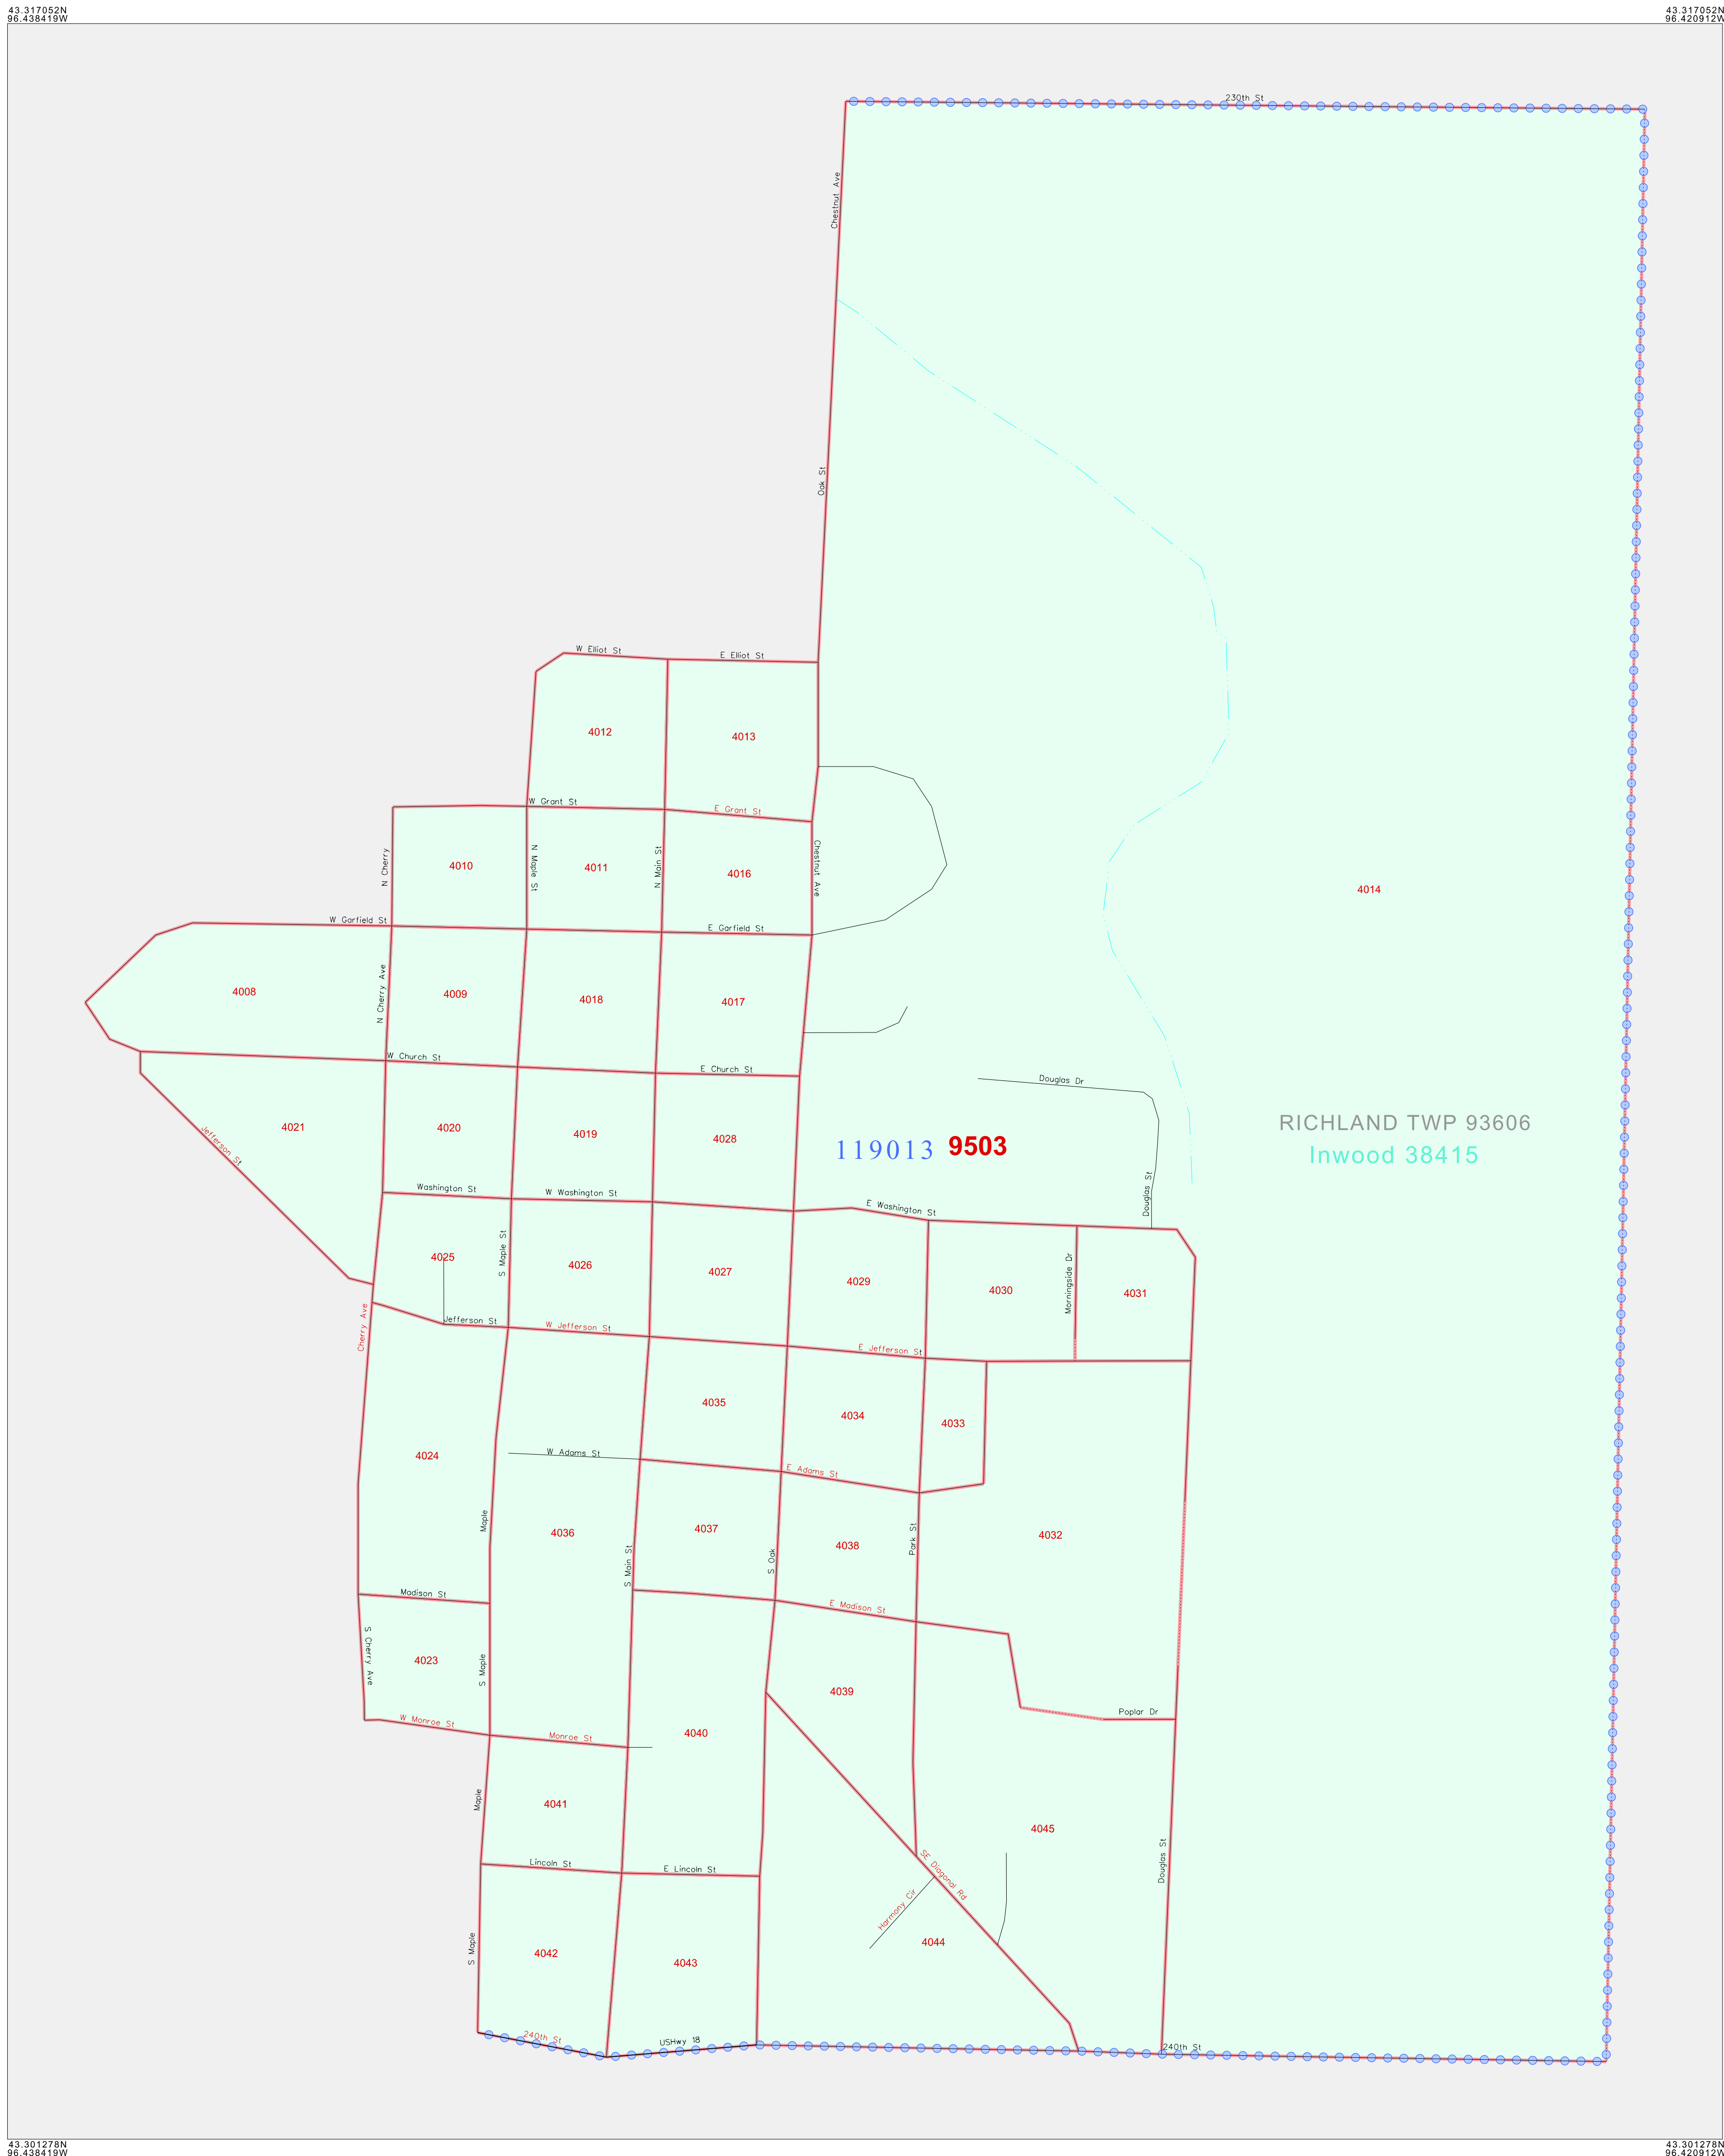 43.317052N
96.438419W
43.317052N
96.420912W
230th St
Chestnut Ave
Oak St
W Elliot St
E Elliot St
4012
4013
W Grant St
E Grant St
N Cherry
4010
N Maple St
4011
N Main St
4016
Chestnut Ave
4014
W Garfield St
E Garfield St
4008
N Cherry Ave
4009
4018
4017
W Church St
E Church St
Douglas Dr
Jefferson St
4021
4020
4019
4028
119013
9503
RICHLAND TWP 93606
Inwood 38415
Douglas St
Washington St
W Washington St
E Washington St
4025
S Maple St
4026
4027
4029
4030
Morningside Dr
4031
Cherry Ave
Jefferson St
W Jefferson St
E Jefferson St
4035
4034
4033
4024
W Adams St
E Adams St
Maple
4036
4037
4038
Park St
4032
S Main St
S Oak
Madison St
E Madison St
S Cherry Ave
4023
S Maple
4039
W Monroe St
Monroe St
4040
Poplar Dr
Maple
4041
4045
Lincoln St
E Lincoln St
SE Diagonal Rd
Harmony Cir
Douglas St
S Maple
4042
4043
4044
240th St
USHwy 18
240th St
43.301278N
96.438419W
43.301278N
96.420912W